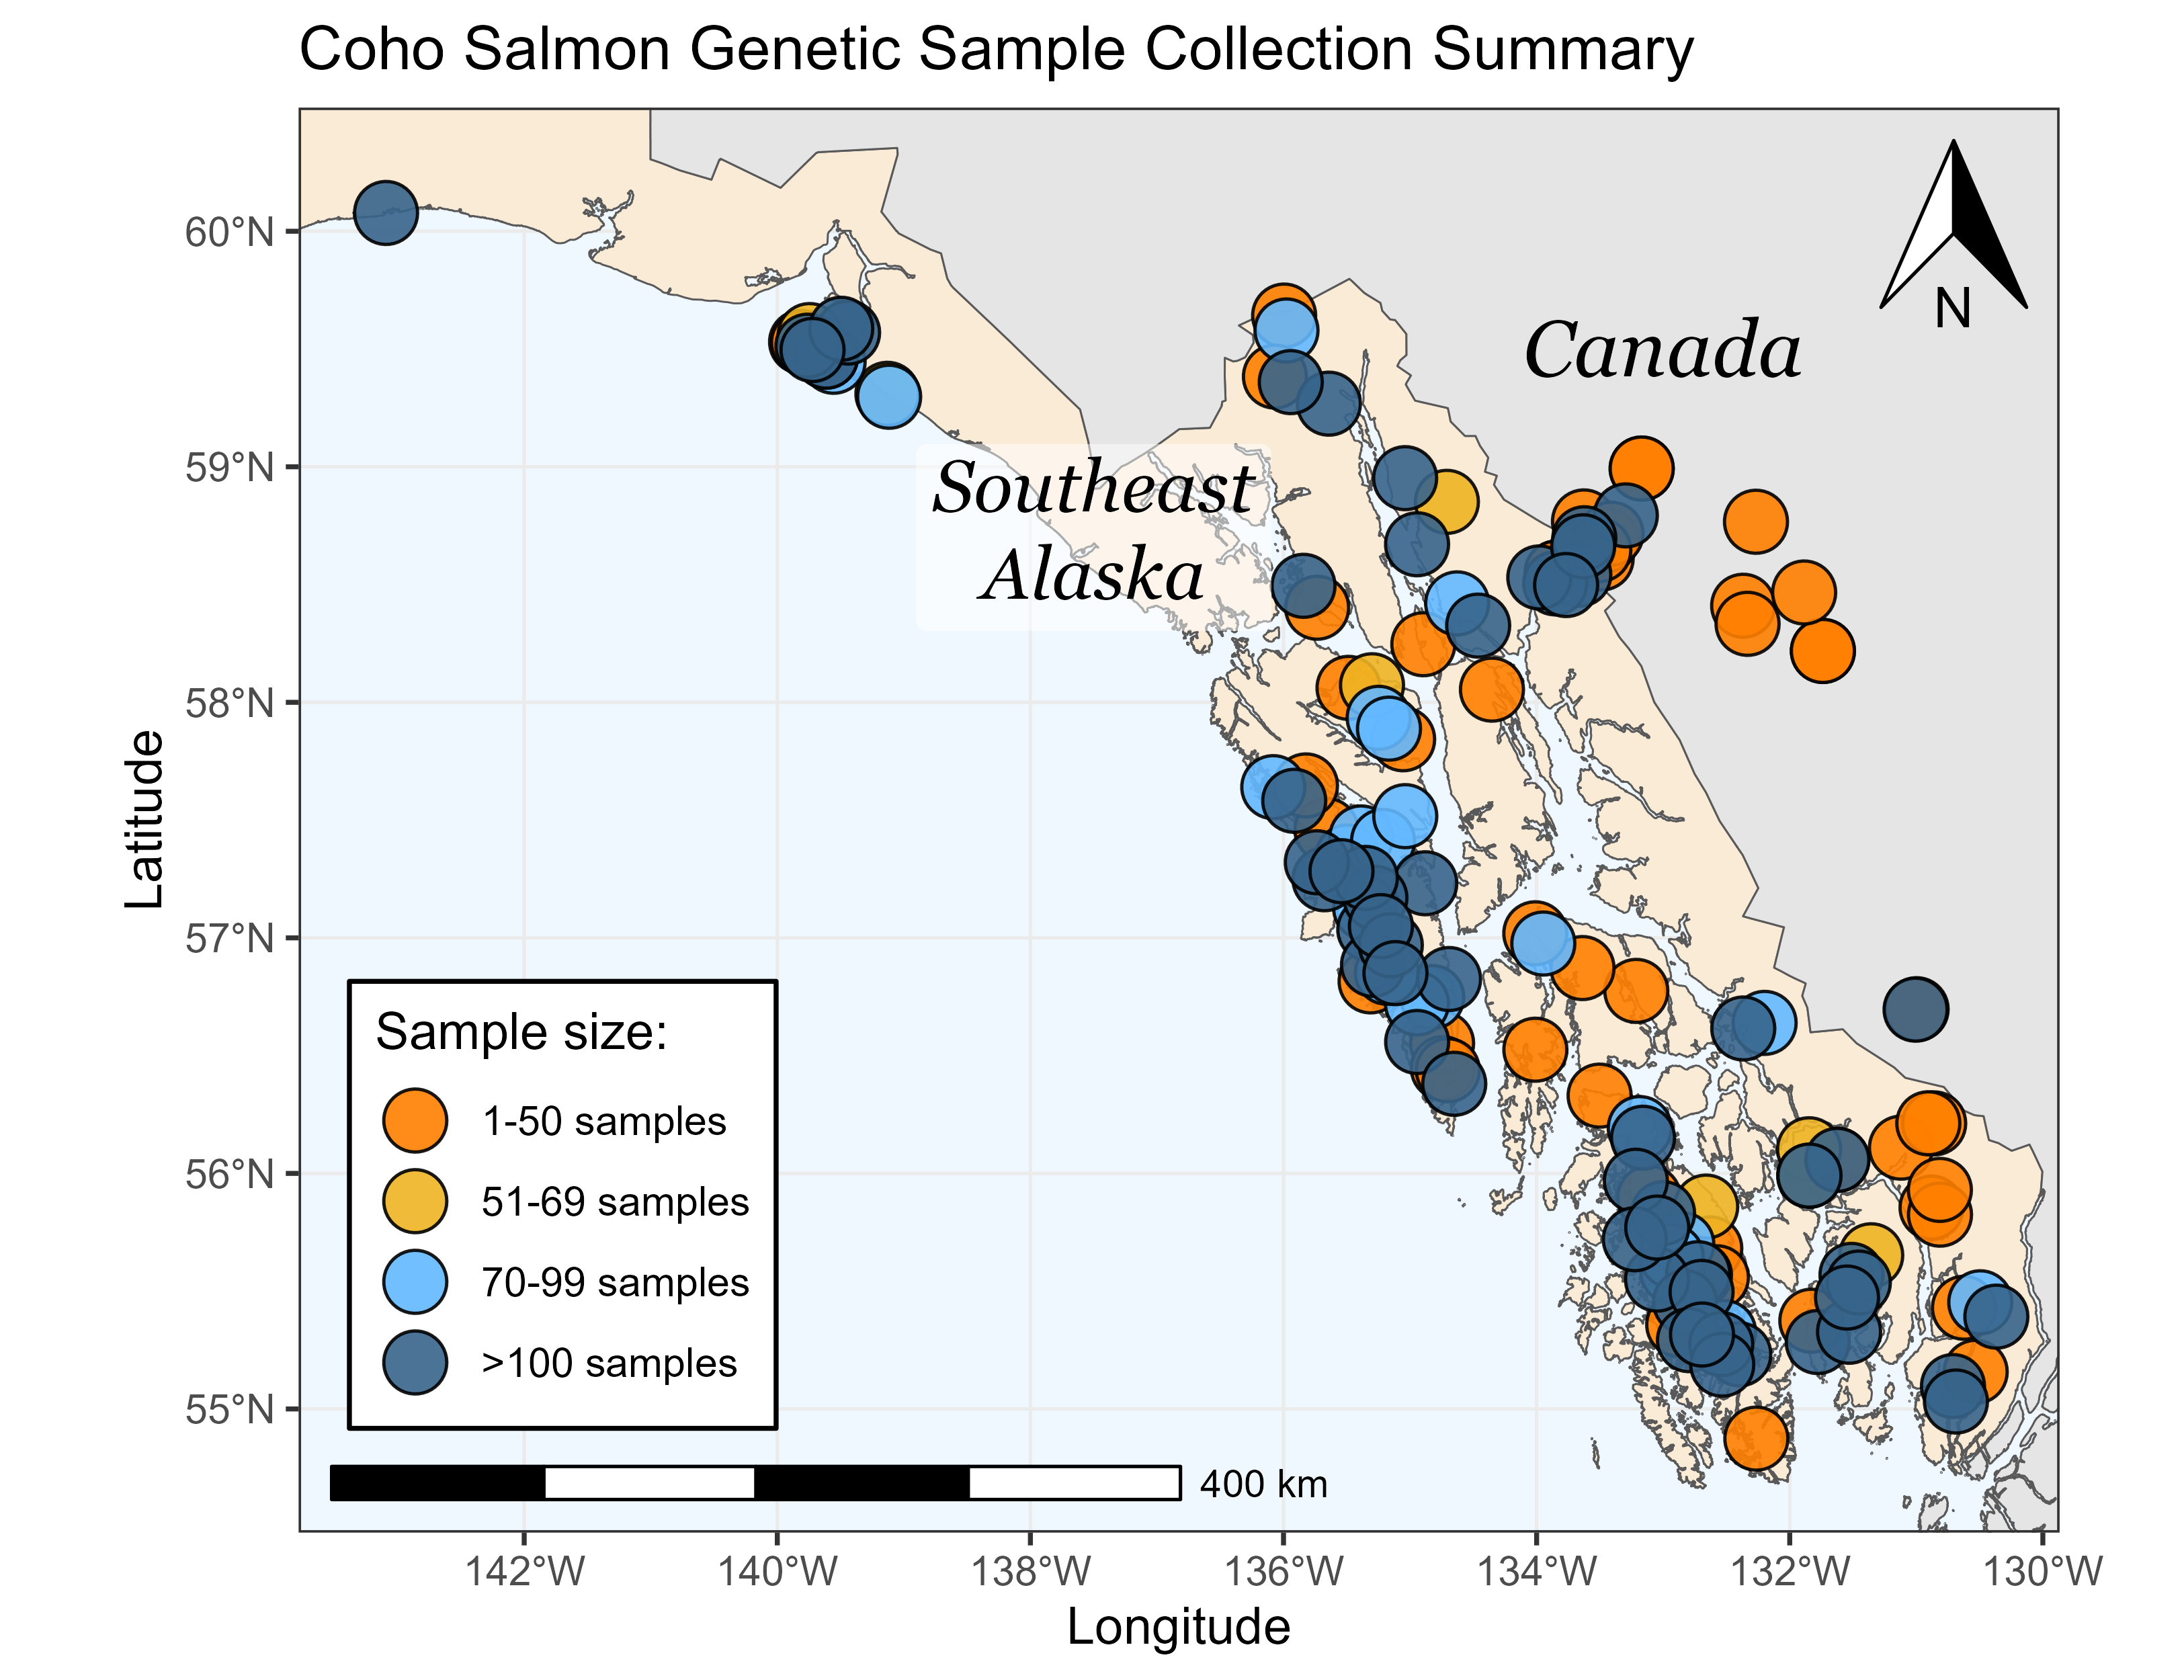 Coho Salmon Genetic Sample Collection Summary
N
Canada
Southeast
Alaska
60°N
59°N
58°N
57°N
56°N
55°N
Latitude
Sample size:
1-50 samples
51-69 samples
70-99 samples
>100 samples
400 km
142°W
140°W
138°W
136°W
134°W
132°W
130°W
Longitude